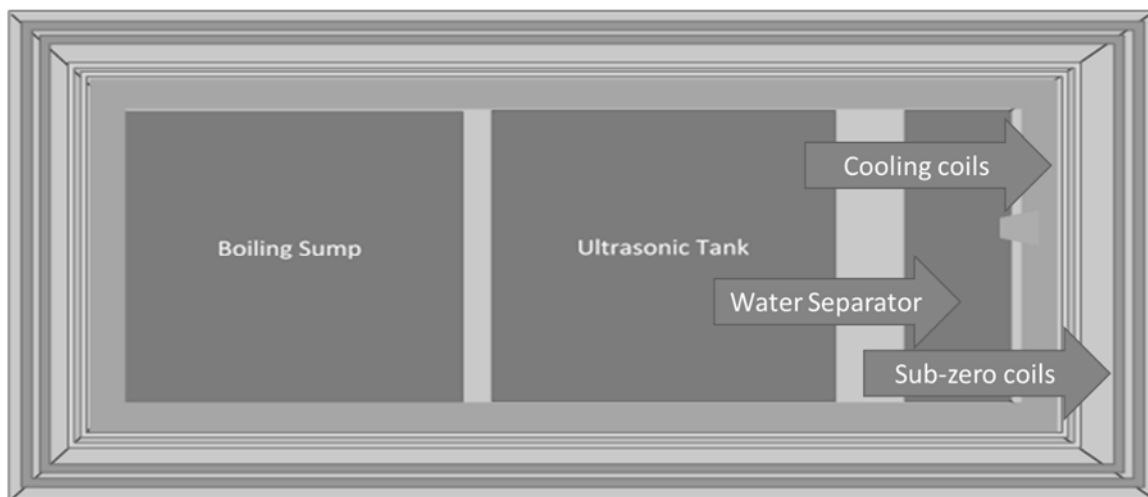 Cooling coils
Boiling Sump
Ultrasonic Tank
Water Separator
Sub-zero coils